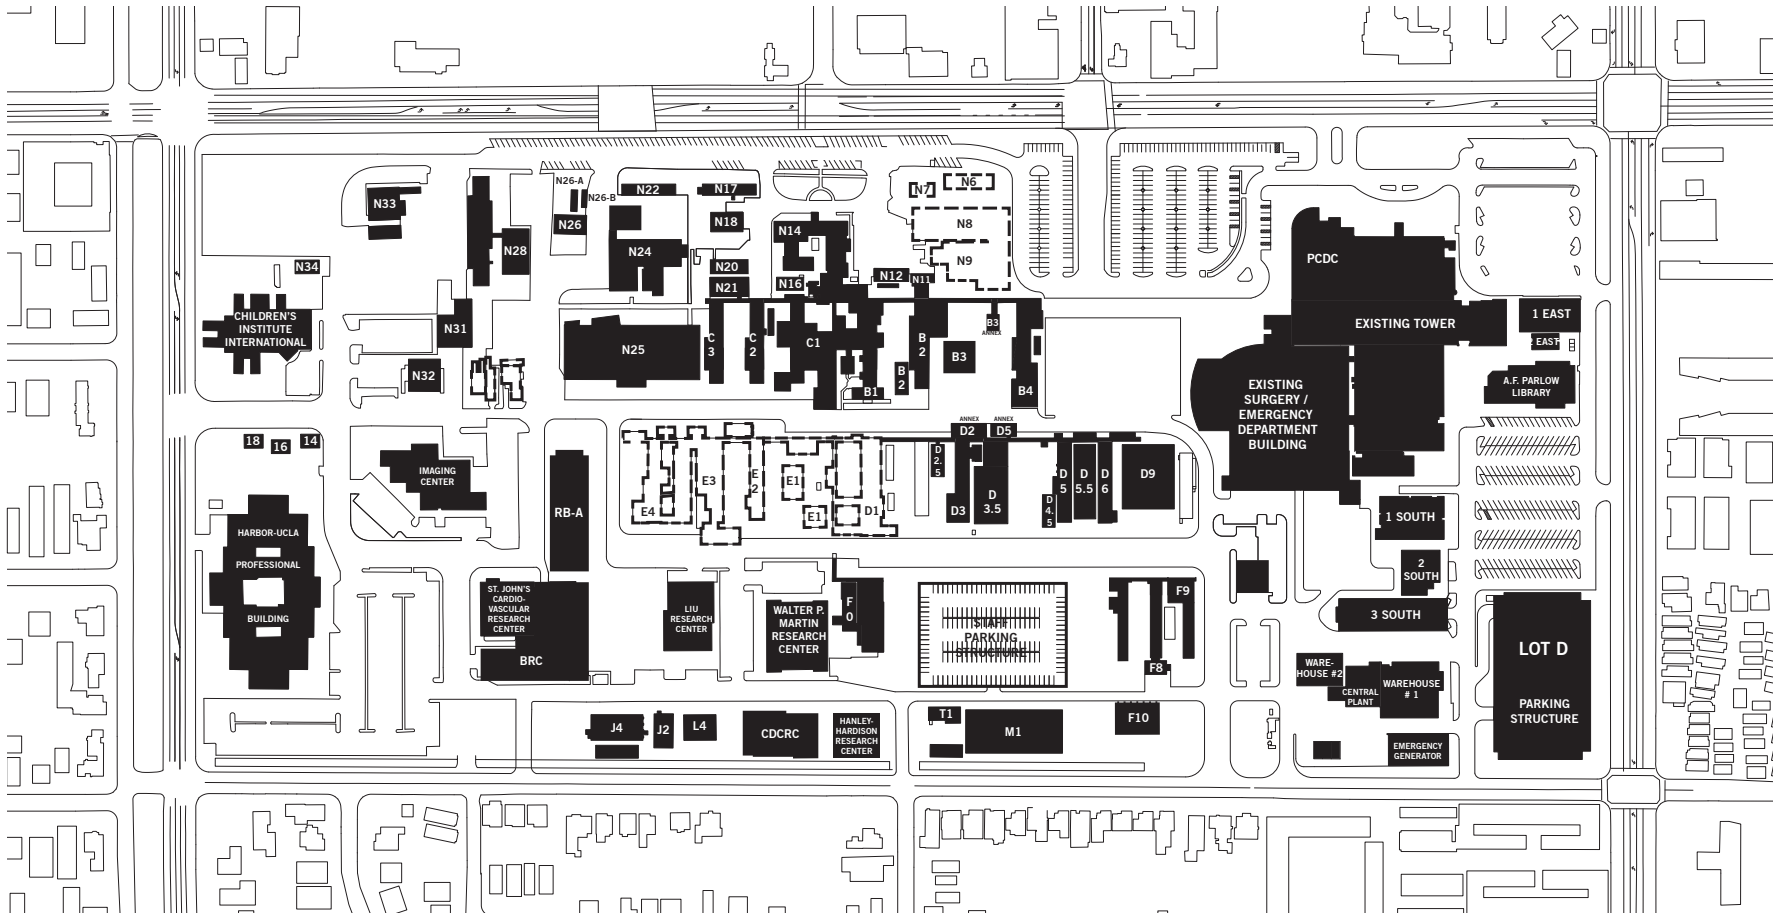 N33
N28
N26-A
N26-B
N26
N22
N17
N18
N24
N20
N21
N14
N16
N12
N11
N7
N6
N8
N9
PCDC
N34
CHILDREN'S
INSTITUTE
INTERNATIONAL
N31
N32
N25
C
3
C
2
C1
B1
B
2
B
2
B3
ANNEX
B3
B4
EXISTING TOWER
1 EAST
EAST
A.F. PARLOW
LIBRARY
EXISTING
SURGERY /
EMERGENCY
DEPARTMENT
BUILDING
18
16
14
IMAGING
CENTER
RB-A
E4
E3
E
2
E1
E1
D1
ANNEX
D2
ANNEX
D5
D
2.
5
D3
D
3.5
D
4.
5
D
5
D
5.5
D
6
D9
1 SOUTH
2
SOUTH
3 SOUTH
HARBOR-UCLA
PROFESSIONAL
BUILDING
ST. JOHN'S
CARDIO-
VASCULAR
RESEARCH
CENTER
BRC
LIU
RESEARCH
CENTER
WALTER P.
MARTIN
RESEARCH
CENTER
F
0
STAFF
PARKING
STRUCTURE
F9
F8
WARE-
HOUSE #2
CENTRAL
PLANT
WAREHOUSE
# 1
LOT D
PARKING
STRUCTURE
J4
J2
L4
CDCRC
HANLEY-
HARDISON
RESEARCH
CENTER
T1
M1
F10
EMERGENCY
GENERATOR